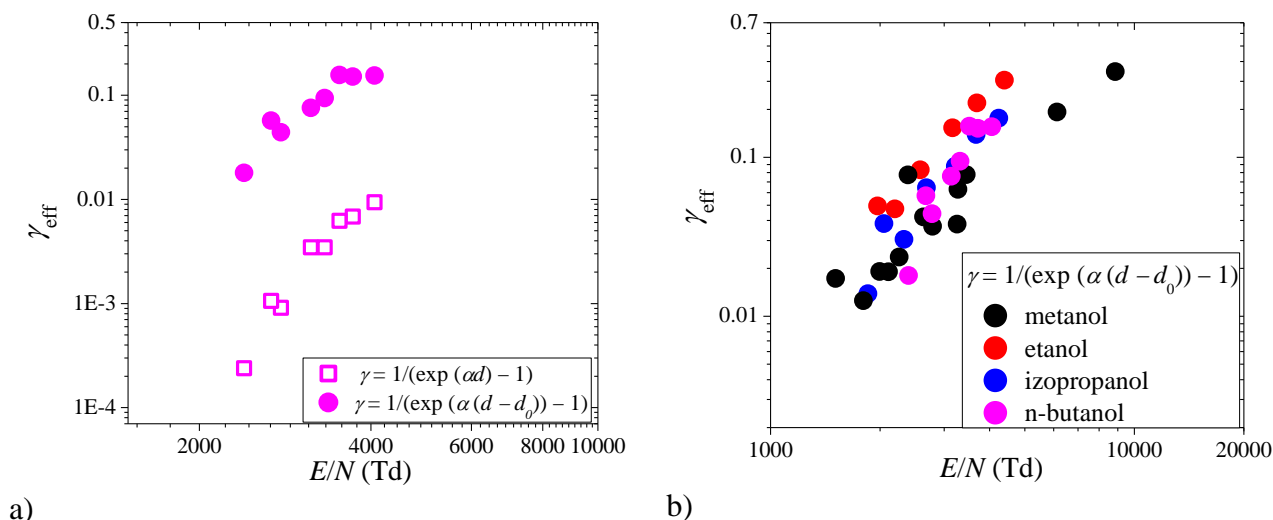 0.5
0.1
0.01
1E-3
1E-4
γeff
2000 4000 6000 8000 10000
E/N (Td)
γ = 1/(exp (αd) − 1)
γ = 1/(exp (α (d − d0)) − 1)
a)
0.7
0.1
0.01
γeff
1000 10000 20000
E/N (Td)
γ = 1/(exp (α (d − d0)) − 1)
metanol
etanol
izopropanol
n-butanol
b)